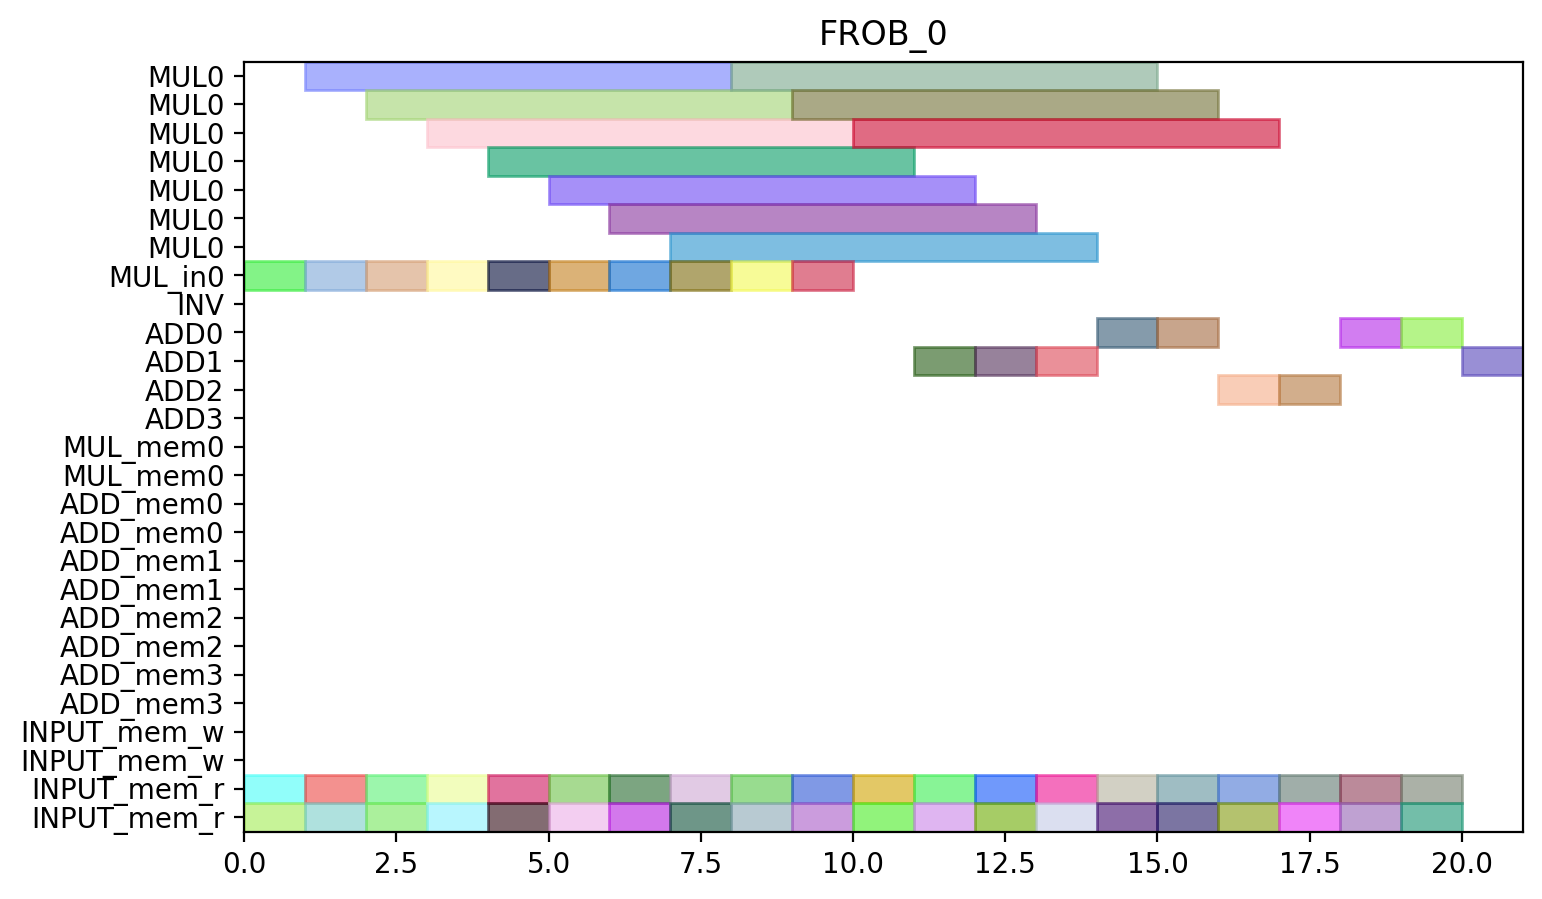 FROB_0
MUL0
MUL0
MUL0
MUL0
MUL0
MUL0
MUL0
MUL_in0
INV
ADD0
ADD1
ADD2
ADD3
MUL_mem0
MUL_mem0
ADD_mem0
ADD_mem0
ADD_mem1
ADD_mem1
ADD_mem2
ADD_mem2
ADD_mem3
ADD_mem3
INPUT_mem_w
INPUT_mem_w
INPUT_mem_r
INPUT_mem_r
0.0 2.5 5.0 7.5 10.0 12.5 15.0 17.5 20.0